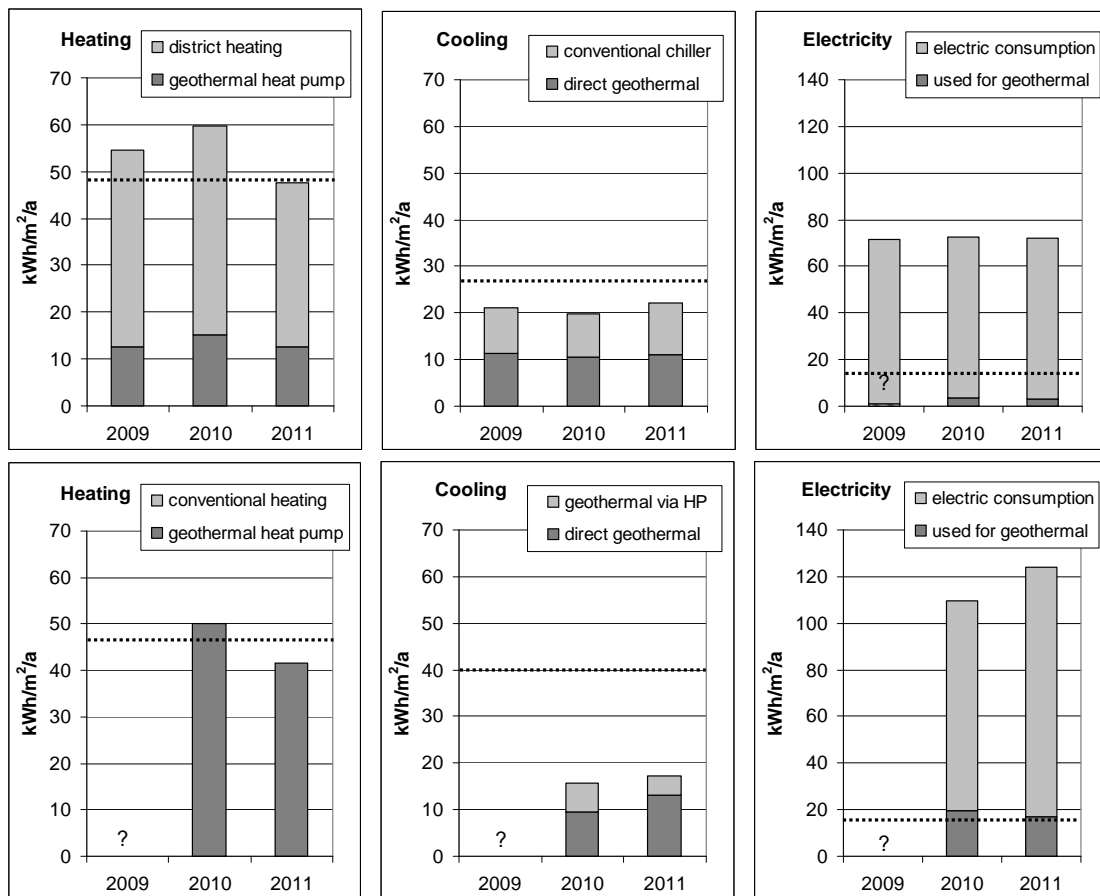 Heating
district heating
geothermal heat pump
kWh/m²/a
70
60
50
40
30
20
10
0
2009 2010 2011
Cooling
conventional chiller
direct geothermal
kWh/m²/a
70
60
50
40
30
20
10
0
2009 2010 2011
Electricity
electric consumption
used for geothermal
kWh/m²/a
140
120
100
80
60
40
20
0
?
2009 2010 2011
Heating
conventional heating
geothermal heat pump
kWh/m²/a
70
60
50
40
30
20
10
0
?
2009 2010 2011
Cooling
geothermal via HP
direct geothermal
kWh/m²/a
70
60
50
40
30
20
10
0
?
2009 2010 2011
Electricity
electric consumption
used for geothermal
kWh/m²/a
140
120
100
80
60
40
20
0
?
2009 2010 2011